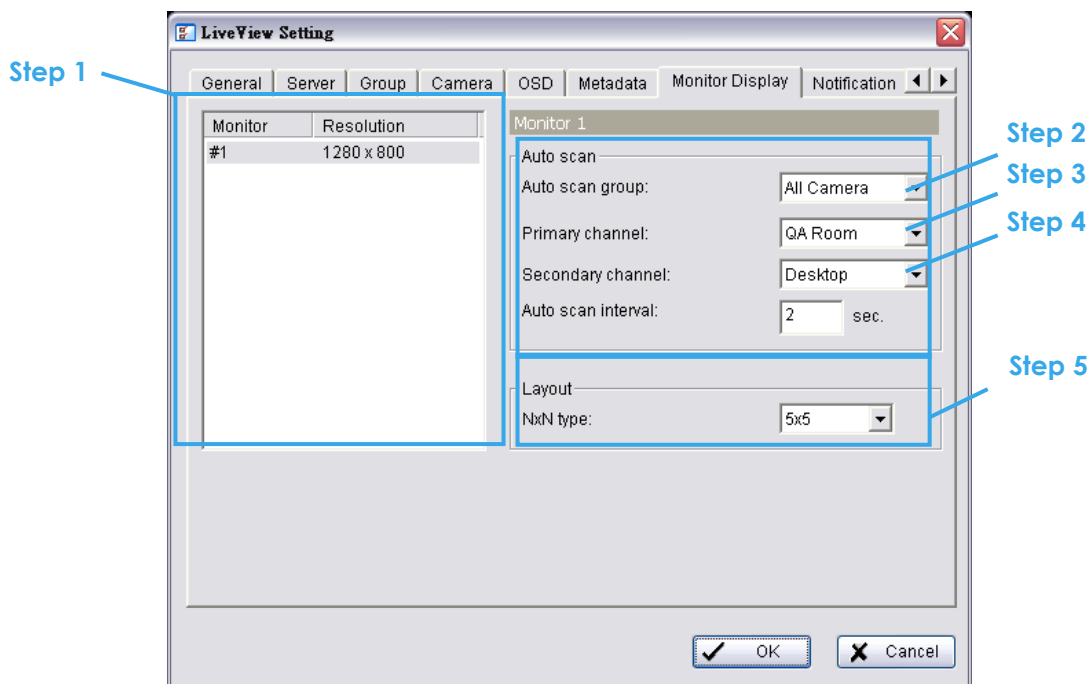 LiveView Setting
Step 1
General Server Group Camera OSD Metadata Monitor Display Notification
Monitor Resolution
#1 1280 x 800
Monitor 1
Auto scan
Auto scan group: All Camera
Step 2
Primary channel: QA Room
Step 3
Secondary channel: Desktop
Step 4
Auto scan interval: 2 sec.
Layout
NxN type: 5x5
Step 5
OK Cancel